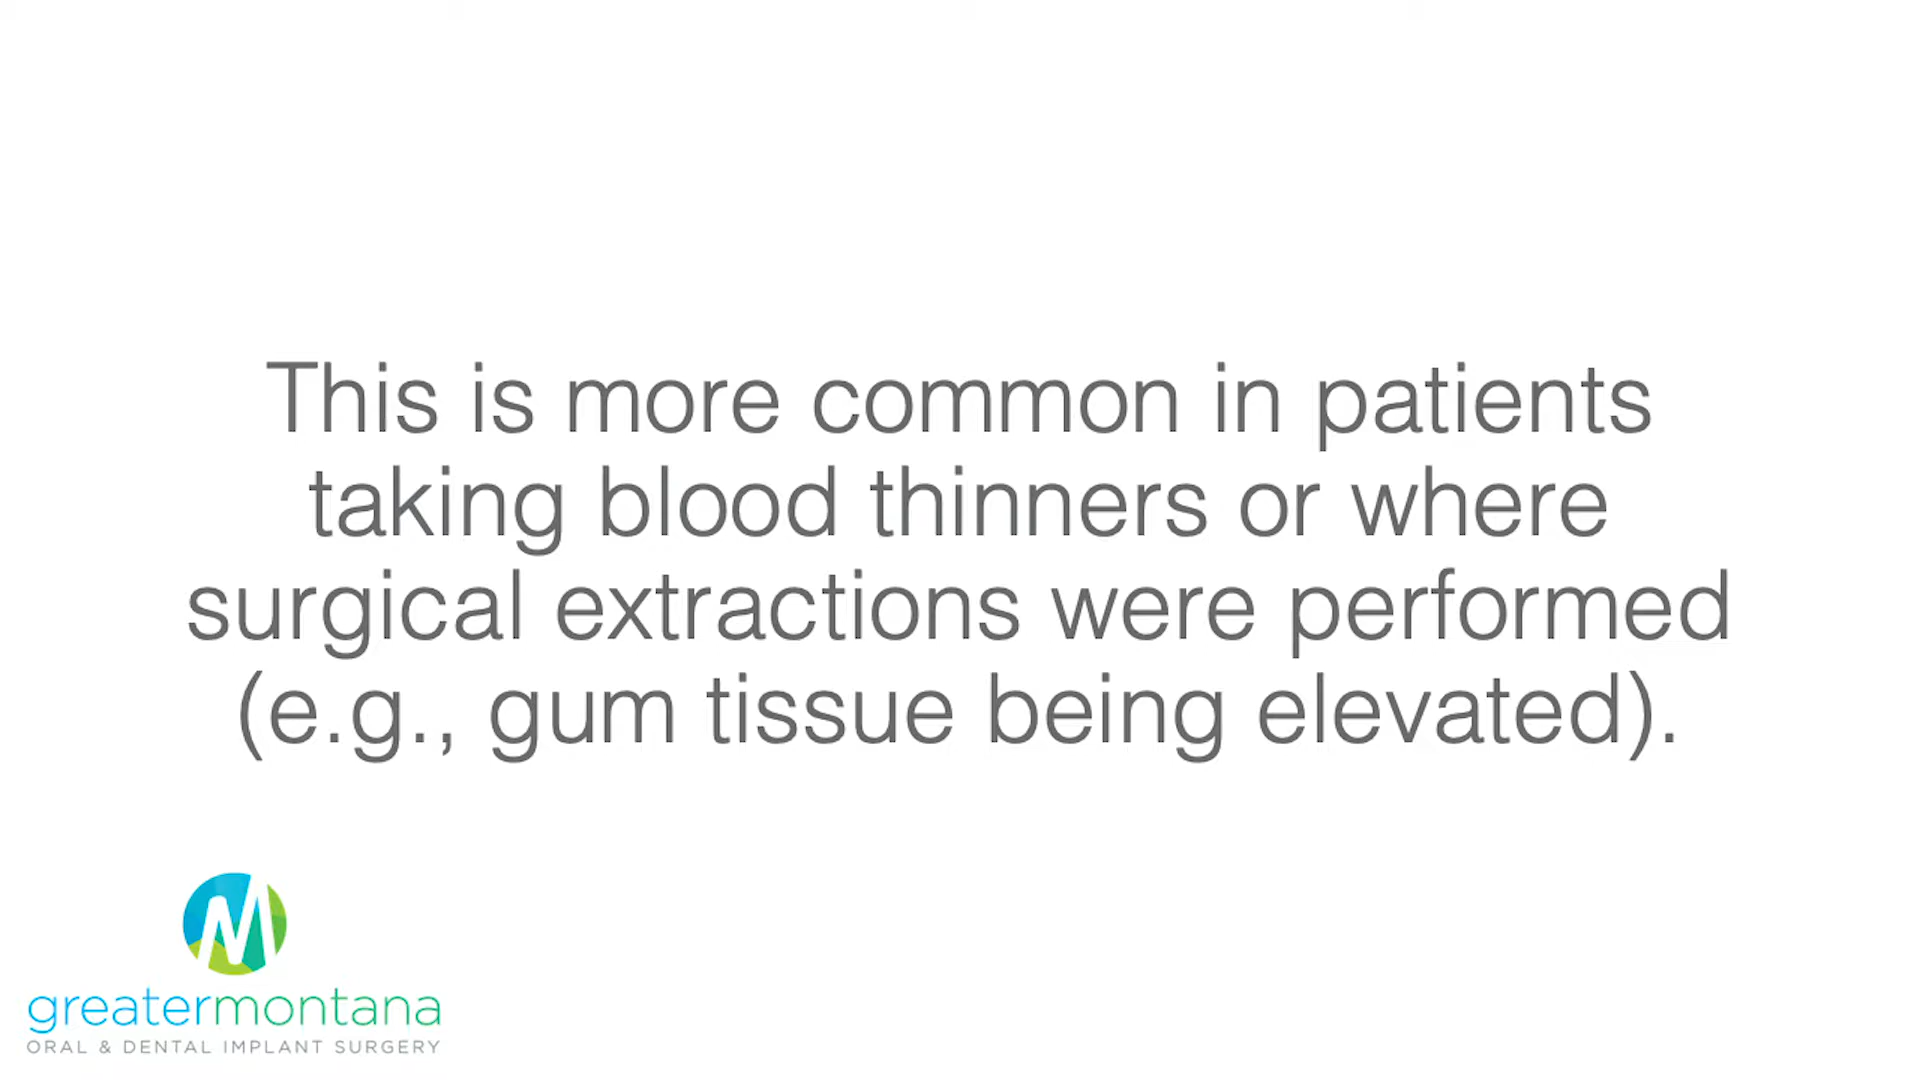 This is more common in patients
taking blood thinners or where
surgical extractions were performed
(e.g., gum tissue being elevated).
M
greatermontana
ORAL & DENTAL IMPLANT SURGERY